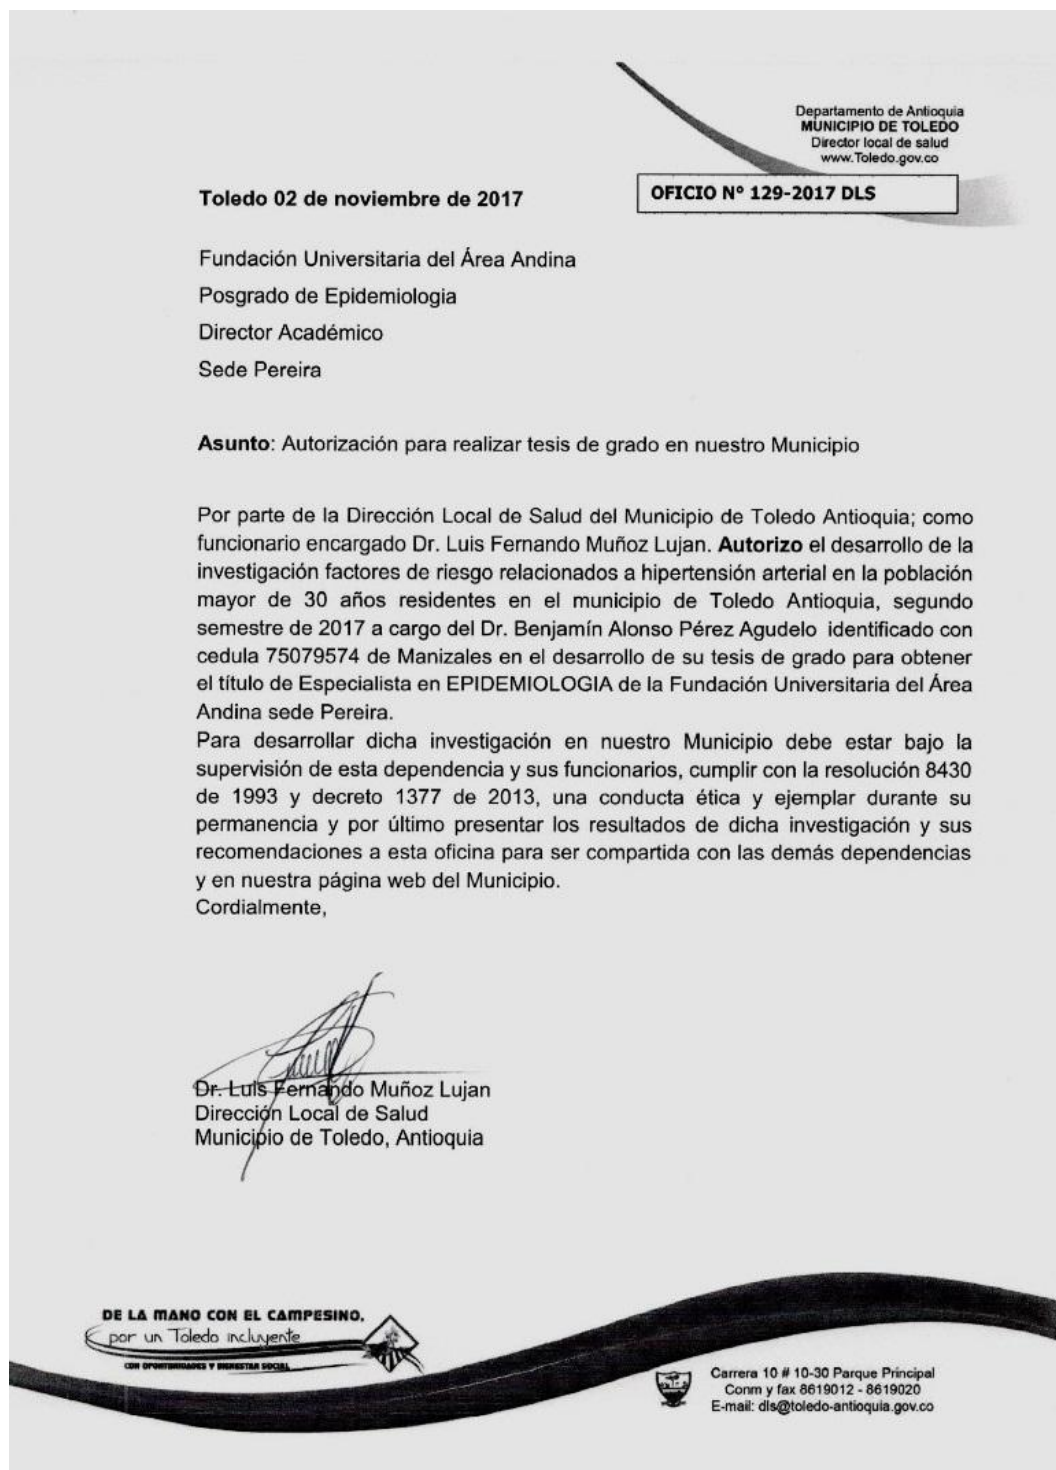 Departamento de Antioquia
MUNICIPIO DE TOLEDO
Director local de salud
www.Toledo.gov.co
OFICIO Nº 129-2017 DLS
Toledo 02 de noviembre de 2017
Fundación Universitaria del Área Andina
Posgrado de Epidemiologia
Director Académico
Sede Pereira
Asunto: Autorización para realizar tesis de grado en nuestro Municipio
Por parte de la Dirección Local de Salud del Municipio de Toledo Antioquia; como
funcionario encargado Dr. Luis Fernando Muñoz Lujan. Autorizo el desarrollo de la
investigación factores de riesgo relacionados a hipertensión arterial en la población
mayor de 30 años residentes en el municipio de Toledo Antioquia, segundo
semestre de 2017 a cargo del Dr. Benjamín Alonso Pérez Agudelo identificado con
cedula 75079574 de Manizales en el desarrollo de su tesis de grado para obtener
el título de Especialista en EPIDEMIOLOGIA de la Fundación Universitaria del Área
Andina sede Pereira.
Para desarrollar dicha investigación en nuestro Municipio debe estar bajo la
supervisión de esta dependencia y sus funcionarios, cumplir con la resolución 8430
de 1993 y decreto 1377 de 2013, una conducta ética y ejemplar durante su
permanencia y por último presentar los resultados de dicha investigación y sus
recomendaciones a esta oficina para ser compartida con las demás dependencias
y en nuestra página web del Municipio.
Cordialmente,
Dr. Luis Fernando Muñoz Lujan
Dirección Local de Salud
Municipio de Toledo, Antioquia
DE LA MANO CON EL CAMPESINO,
por un Toledo incluyente
CON OPORTUNIDADES Y BIENESTAR SOCIAL
Carrera 10 # 10-30 Parque Principal
Conm y fax 8619012 - 8619020
E-mail: dls@toledo-antioquia.gov.co